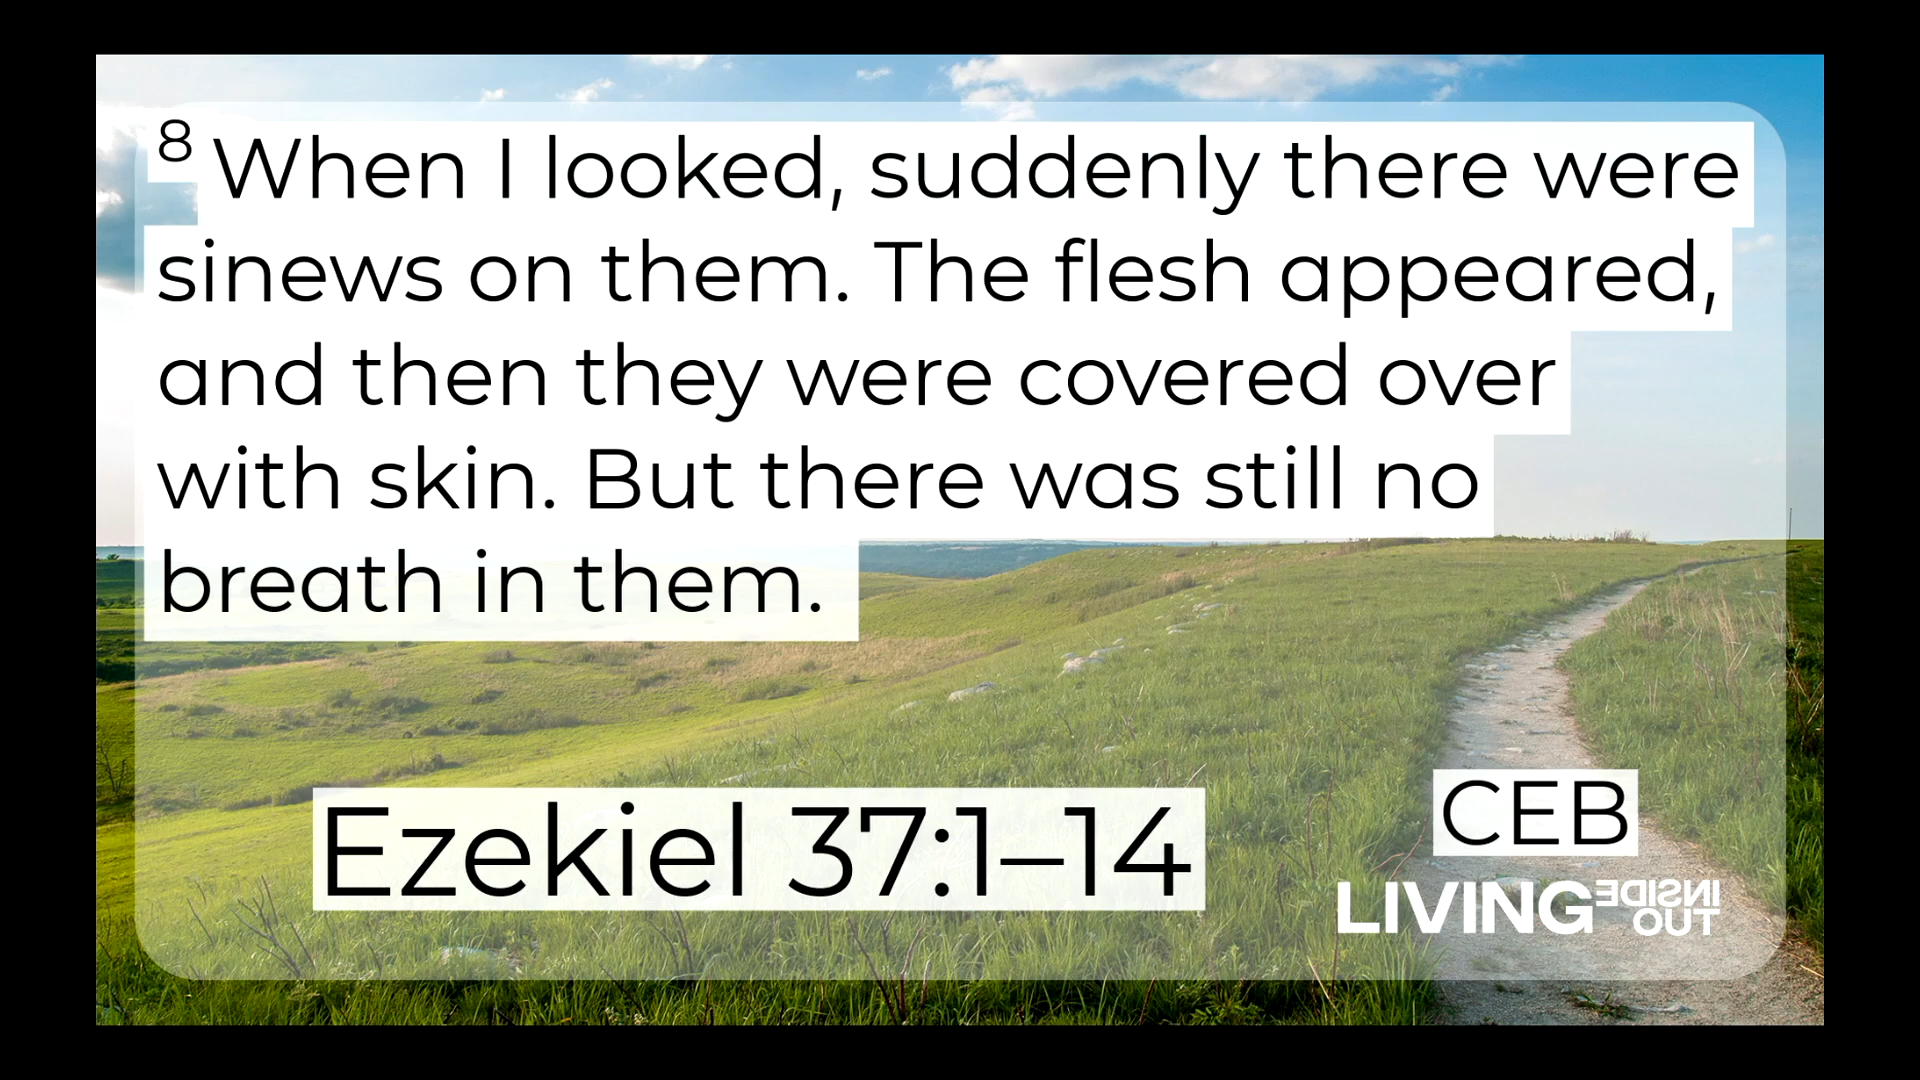 8 When I looked, suddenly there were
sinews on them. The flesh appeared,
and then they were covered over
with skin. But there was still no
breath in them.
Ezekiel 37:1–14
CEB
LIVING INSIDE
OUT